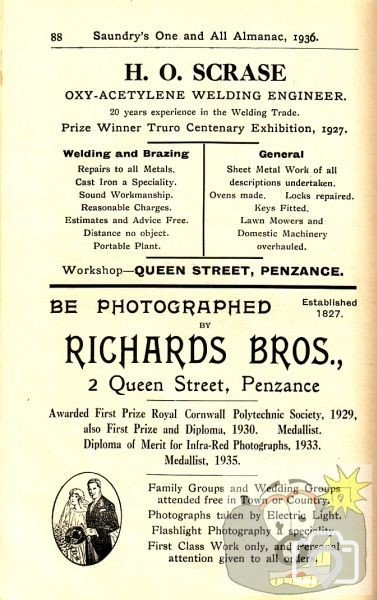 88 Saundry's One and All Almanac, 1936.
H. O. SCRASE
OXY-ACETYLENE WELDING ENGINEER.
20 years experience in the Welding Trade.
Prize Winner Truro Centenary Exhibition, 1927.
Welding and Brazing
Repairs to all Metals.
Cast Iron a Speciality.
Sound Workmanship.
Reasonable Charges.
Estimates and Advice Free.
Distance no object.
Portable Plant.
General
Sheet Metal Work of all
descriptions undertaken.
Ovens made. Locks repaired.
Keys Fitted.
Lawn Mowers and
Domestic Machinery
overhauled.
Workshop—QUEEN STREET, PENZANCE.
BE PHOTOGRAPHED
Established
1827.
BY
RICHARDS BROS.,
2 Queen Street, Penzance
Awarded First Prize Royal Cornwall Polytechnic Society, 1929,
also First Prize and Diploma, 1930. Medallist.
Diploma of Merit for Infra-Red Photographs, 1933.
Medallist, 1935.
Family Groups and Wedding Groups
attended free in Town or Country.
Photographs taken by Electric Light.
Flashlight Photography a speciality.
First Class Work only, and personal
attention given to all orders.